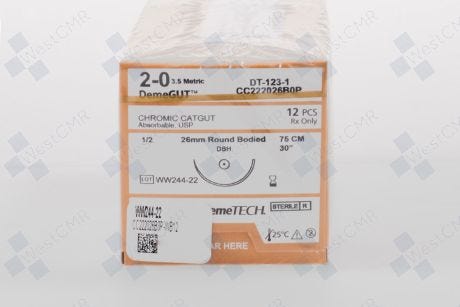 2-0 3.5 Metric
DT-123-1
DemeGUT™
CC222026B0P
CHROMIC CATGUT
Absorbable, USP
12 PCS
Rx Only
1/2
26mm Round Bodied
75 CM
DSH
30"
LOT WW244-22
DemeTECH.
STERILE R
25°C
WW244-22
AR HERE
WestCMR